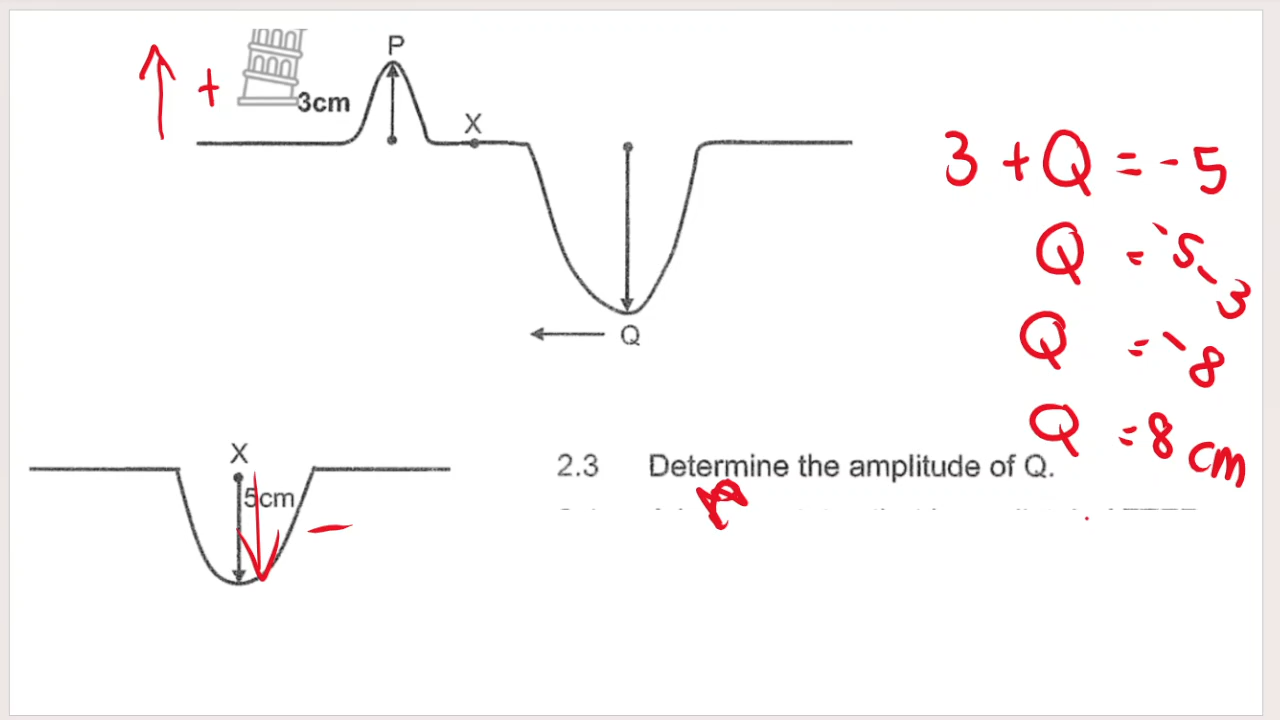 P
+
3cm
X
3 + Q = -5
Q = -5 - 3
Q = -8
Q
Q = 8 cm
X
5cm
-
2.3 Determine the amplitude of Q.